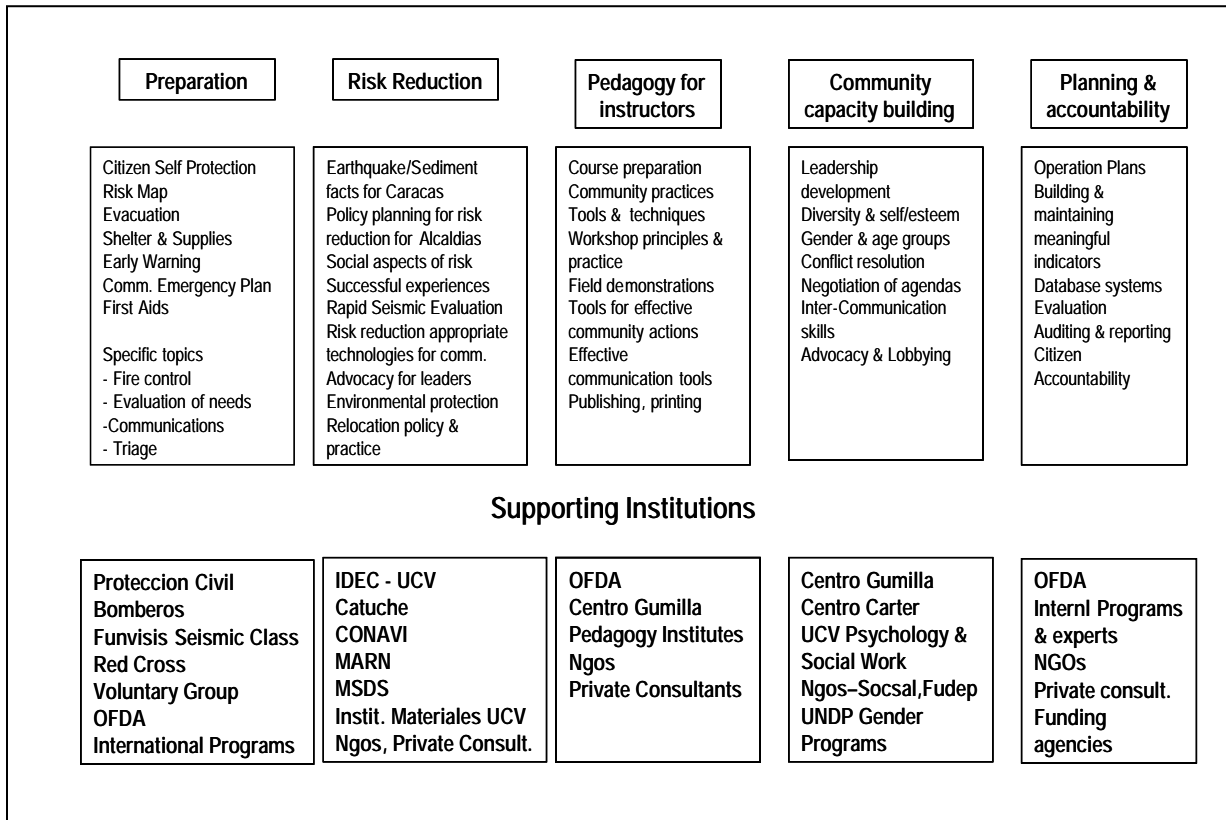 Preparation
Citizen Self Protection
Risk Map
Evacuation
Shelter & Supplies
Early Warning
Comm. Emergency Plan
First Aids
Specific topics
- Fire control
- Evaluation of needs
-Communications
- Triage
Risk Reduction
Earthquake/Sediment
facts for Caracas
Policy planning for risk
reduction for Alcaldias
Social aspects of risk
Successful experiences
Rapid Seismic Evaluation
Risk reduction appropriate
technologies for comm.
Advocacy for leaders
Environmental protection
Relocation policy &
practice
Pedagogy for
instructors
Course preparation
Community practices
Tools & techniques
Workshop principles &
practice
Field demonstrations
Tools for effective
community actions
Effective
communication tools
Publishing, printing
Community
capacity building
Leadership
development
Diversity & self/esteem
Gender & age groups
Conflict resolution
Negotiation of agendas
Inter-Communication
skills
Advocacy & Lobbying
Planning &
accountability
Operation Plans
Building &
maintaining
meaningful
indicators
Database systems
Evaluation
Auditing & reporting
Citizen
Accountability
Supporting Institutions
Proteccion Civil
Bomberos
Funvisis Seismic Class
Red Cross
Voluntary Group
OFDA
International Programs
IDEC - UCV
Catuche
CONAVI
MARN
MSDS
Instit. Materiales UCV
Ngos, Private Consult.
OFDA
Centro Gumilla
Pedagogy Institutes
Ngos
Private Consultants
Centro Gumilla
Centro Carter
UCV Psychology &
Social Work
Ngos–Socsal,Fudep
UNDP Gender
Programs
OFDA
Internl Programs
& experts
NGOs
Private consult.
Funding
agencies